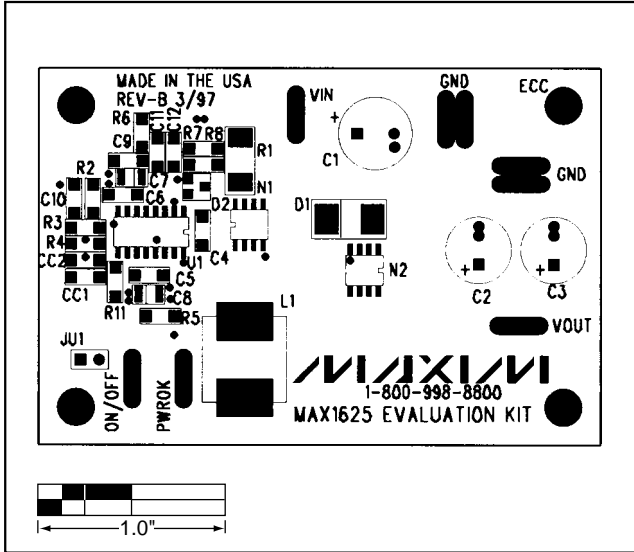 MADE IN THE USA
REV-B 3/97
R6
CC11
CC12
C9
R7
R8
R1
N1
R2
C7
C6
C10
R3
R4
CC2
CC1
U1
D2
C4
C5
C8
R11
R5
VIN
+
C1
GND
ECC
GND
D1
N2
+
C2
+
C3
L1
VOUT
JU1
ON/OFF
PWROK
MAXIM
1-800-998-8800
MAX1625 EVALUATION KIT
1.0"